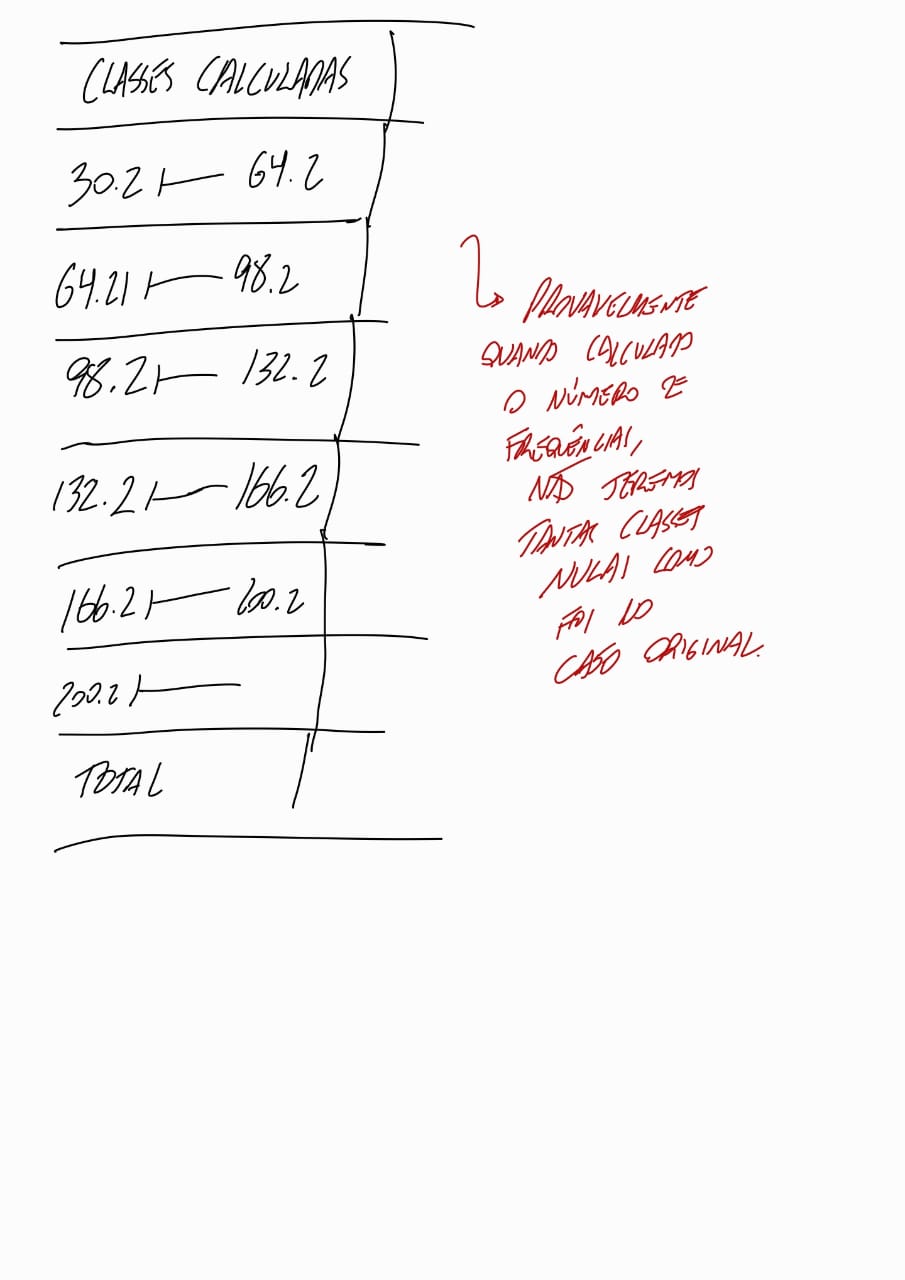 CLASSES CALCULADAS
30.2 ⊢ 64.2
64.2 ⊢ 98.2
98.2 ⊢ 132.2
132.2 ⊢ 166.2
166.2 ⊢ 200.2
200.2 ⊢
TOTAL
↳ PROVAVELMENTE
QUANDO CALCULADO
O NÚMERO DE
FREQUÊNCIAS,
NÃO TEREMOS
TANTAS CLASSES
NULAS COMO
FOI NO
CASO ORIGINAL.